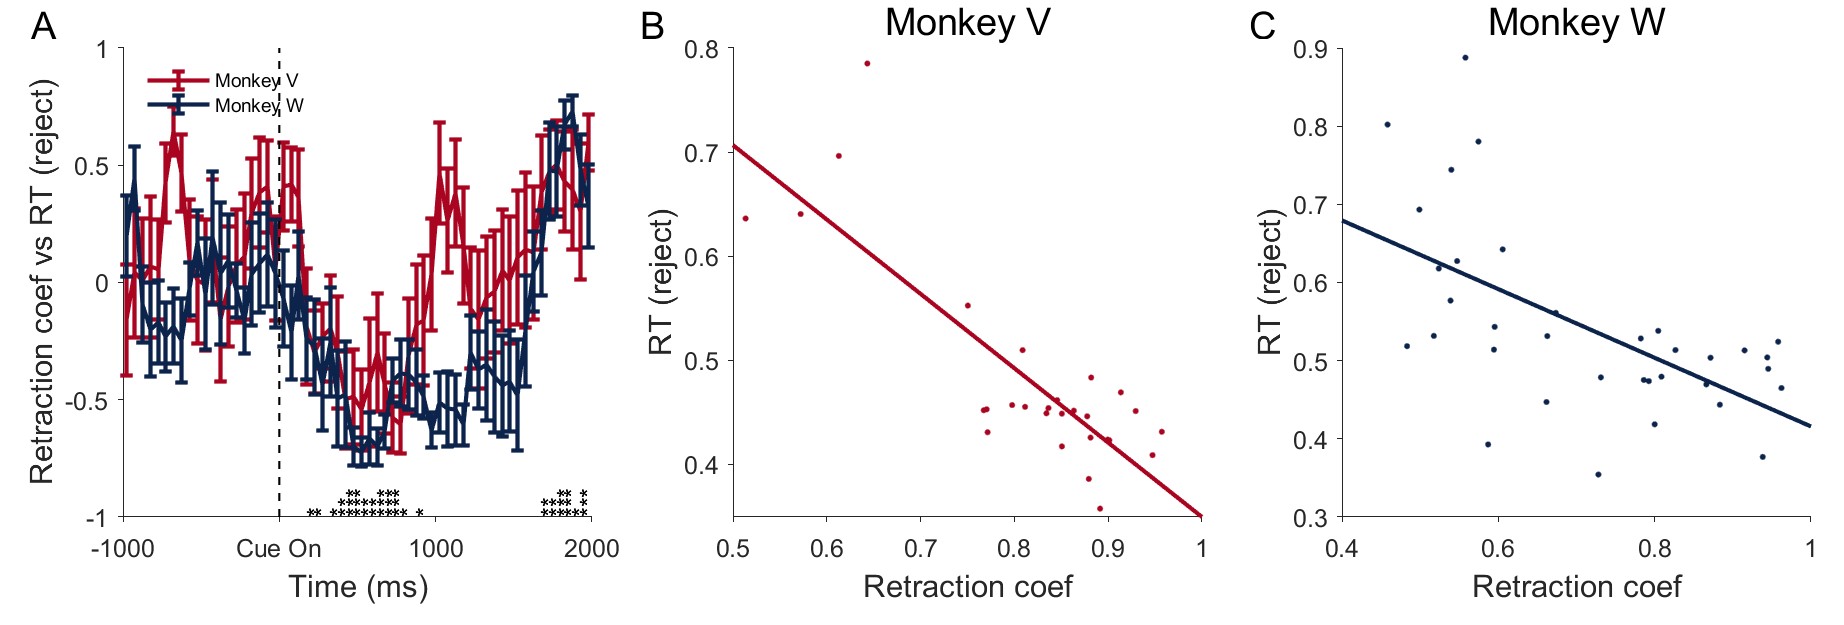 A
Retraction coef vs RT (reject)
1
0.5
0
-0.5
-1
Monkey V
Monkey W
-1000
Cue On
1000
2000
Time (ms)
B
Monkey V
RT (reject)
0.8
0.7
0.6
0.5
0.4
0.5
0.6
0.7
0.8
0.9
1
Retraction coef
C
Monkey W
RT (reject)
0.9
0.8
0.7
0.6
0.5
0.4
0.3
0.4
0.6
0.8
1
Retraction coef